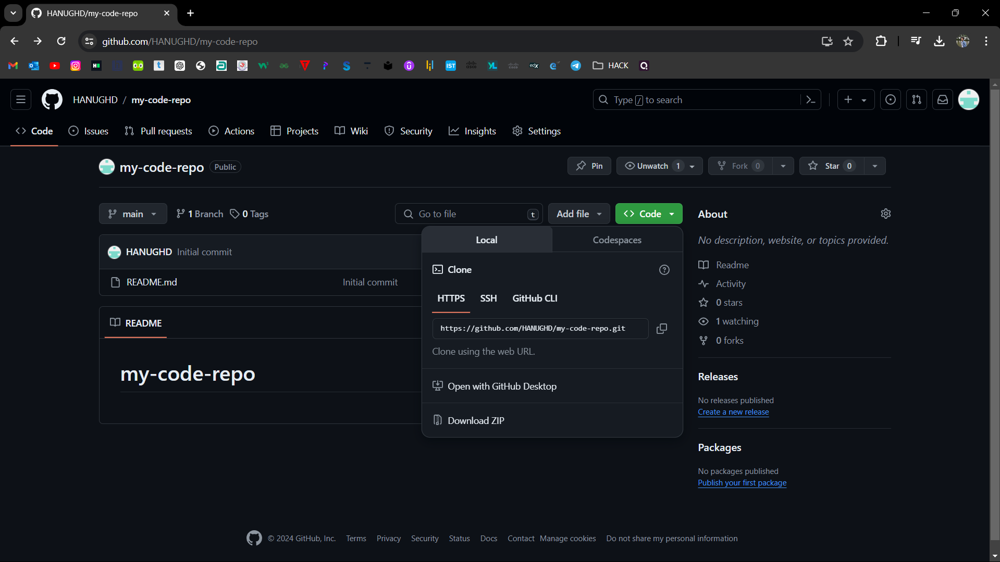 HANUGHD/my-code-repo
github.com/HANUGHD/my-code-repo
HACK
HANUGHD / my-code-repo
Type / to search
Code Issues Pull requests Actions Projects Wiki Security Insights Settings
my-code-repo Public
Pin Unwatch 1 Fork 0 Star 0
main 1 Branch 0 Tags Go to file t Add file Code
HANUGHD Initial commit
README.md Initial commit
README
my-code-repo
Local Codespaces
Clone
HTTPS SSH GitHub CLI
https://github.com/HANUGHD/my-code-repo.git
Clone using the web URL.
Open with GitHub Desktop
Download ZIP
About
No description, website, or topics provided.
Readme
Activity
0 stars
1 watching
0 forks
Releases
No releases published
Create a new release
Packages
No packages published
Publish your first package
© 2024 GitHub, Inc. Terms Privacy Security Status Docs Contact Manage cookies Do not share my personal information